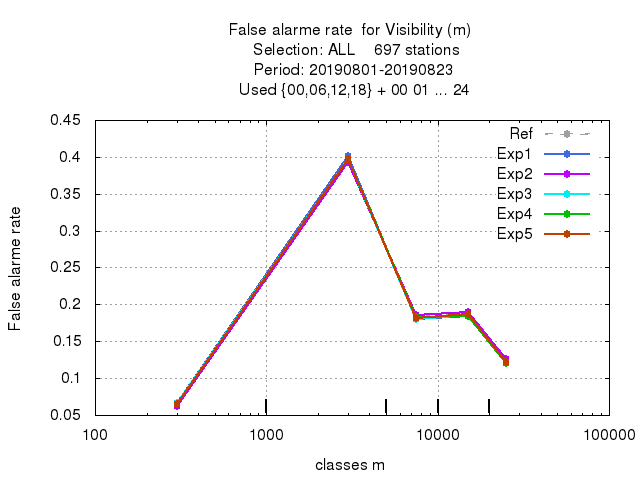 False alarme rate  for Visibility (m)
Selection: ALL    697 stations
Period: 20190801-20190823
Used {00,06,12,18} + 00 01 ... 24
0.45
0.4
0.35
0.3
0.25
0.2
0.15
0.1
0.05
False alarme rate
Ref
Exp1
Exp2
Exp3
Exp4
Exp5
100
1000
10000
100000
classes m